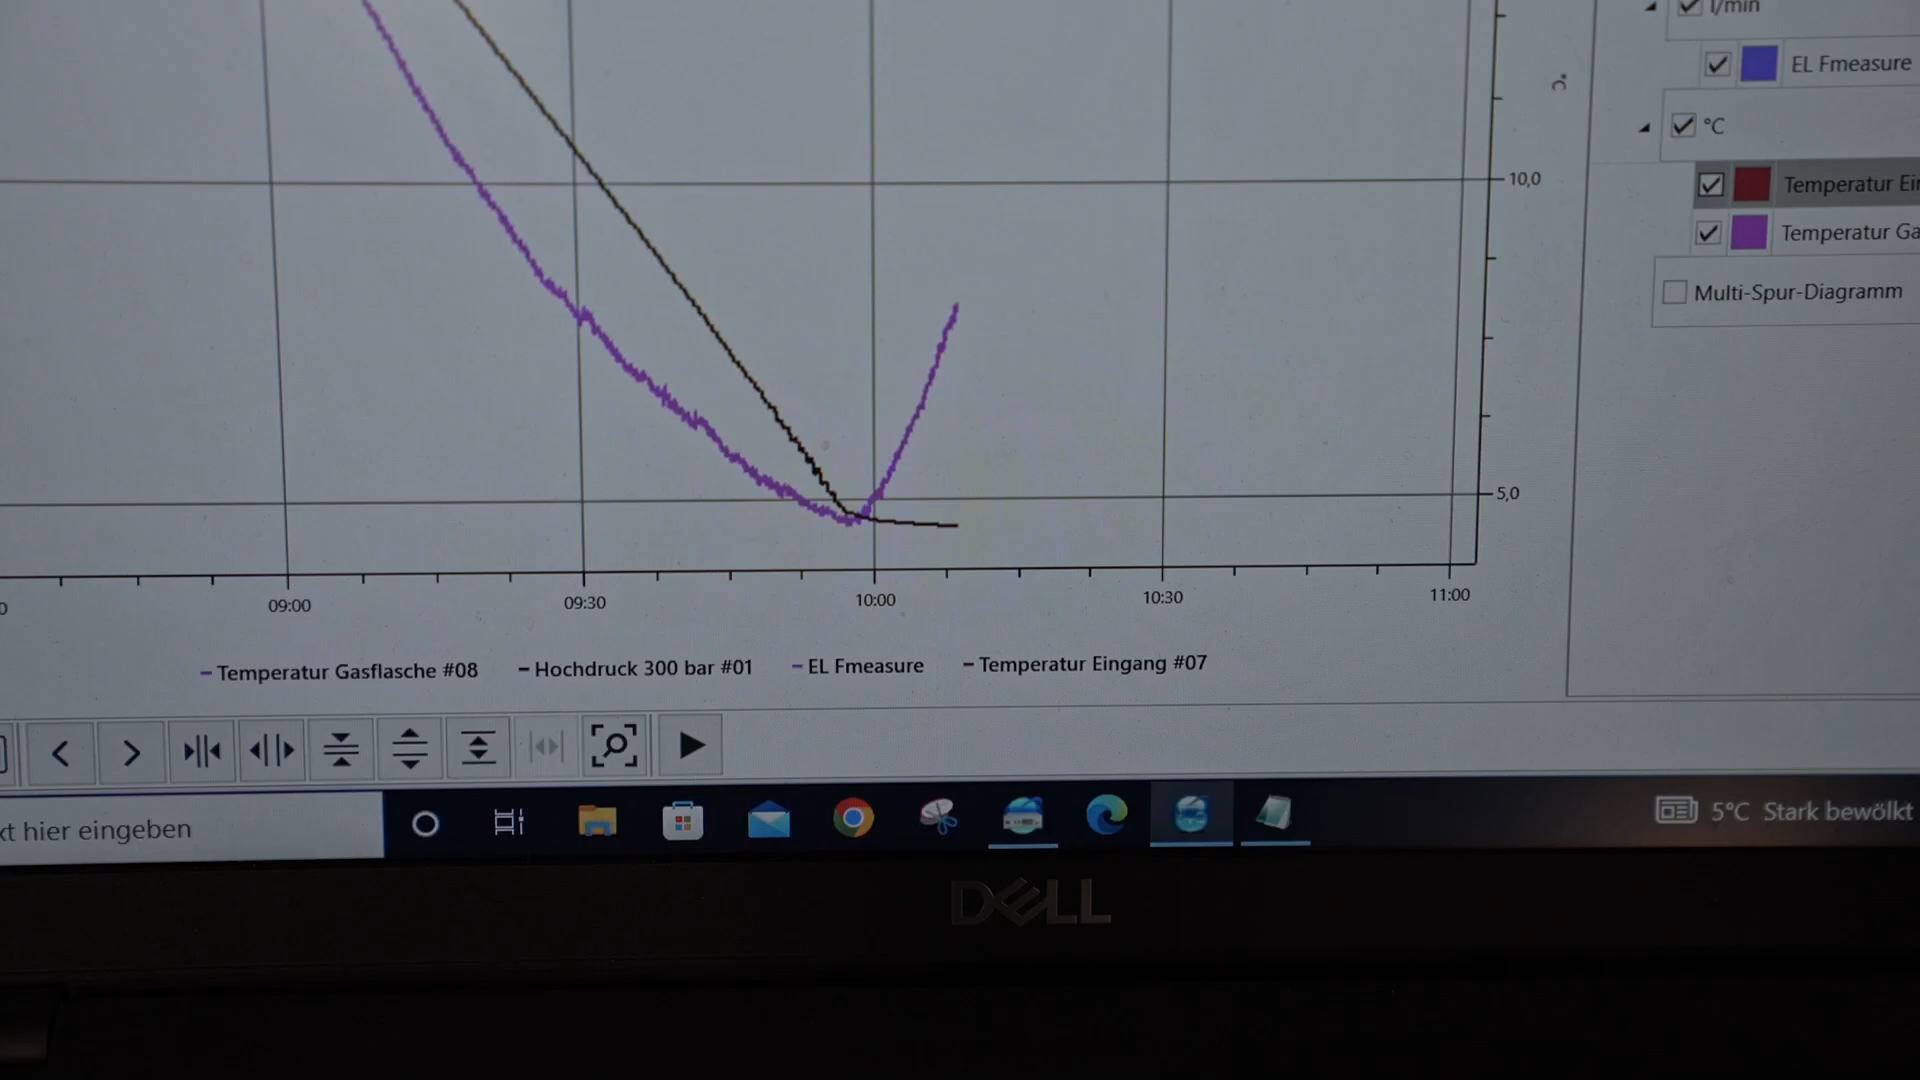 l/min
EL Fmeasure
°C
°C
10,0
Temperatur Ein
Temperatur Ga
Multi-Spur-Diagramm
5,0
09:00 09:30 10:00 10:30 11:00
Temperatur Gasflasche #08 Hochdruck 300 bar #01 EL Fmeasure Temperatur Eingang #07
xt hier eingeben
5°C Stark bewölkt
DELL